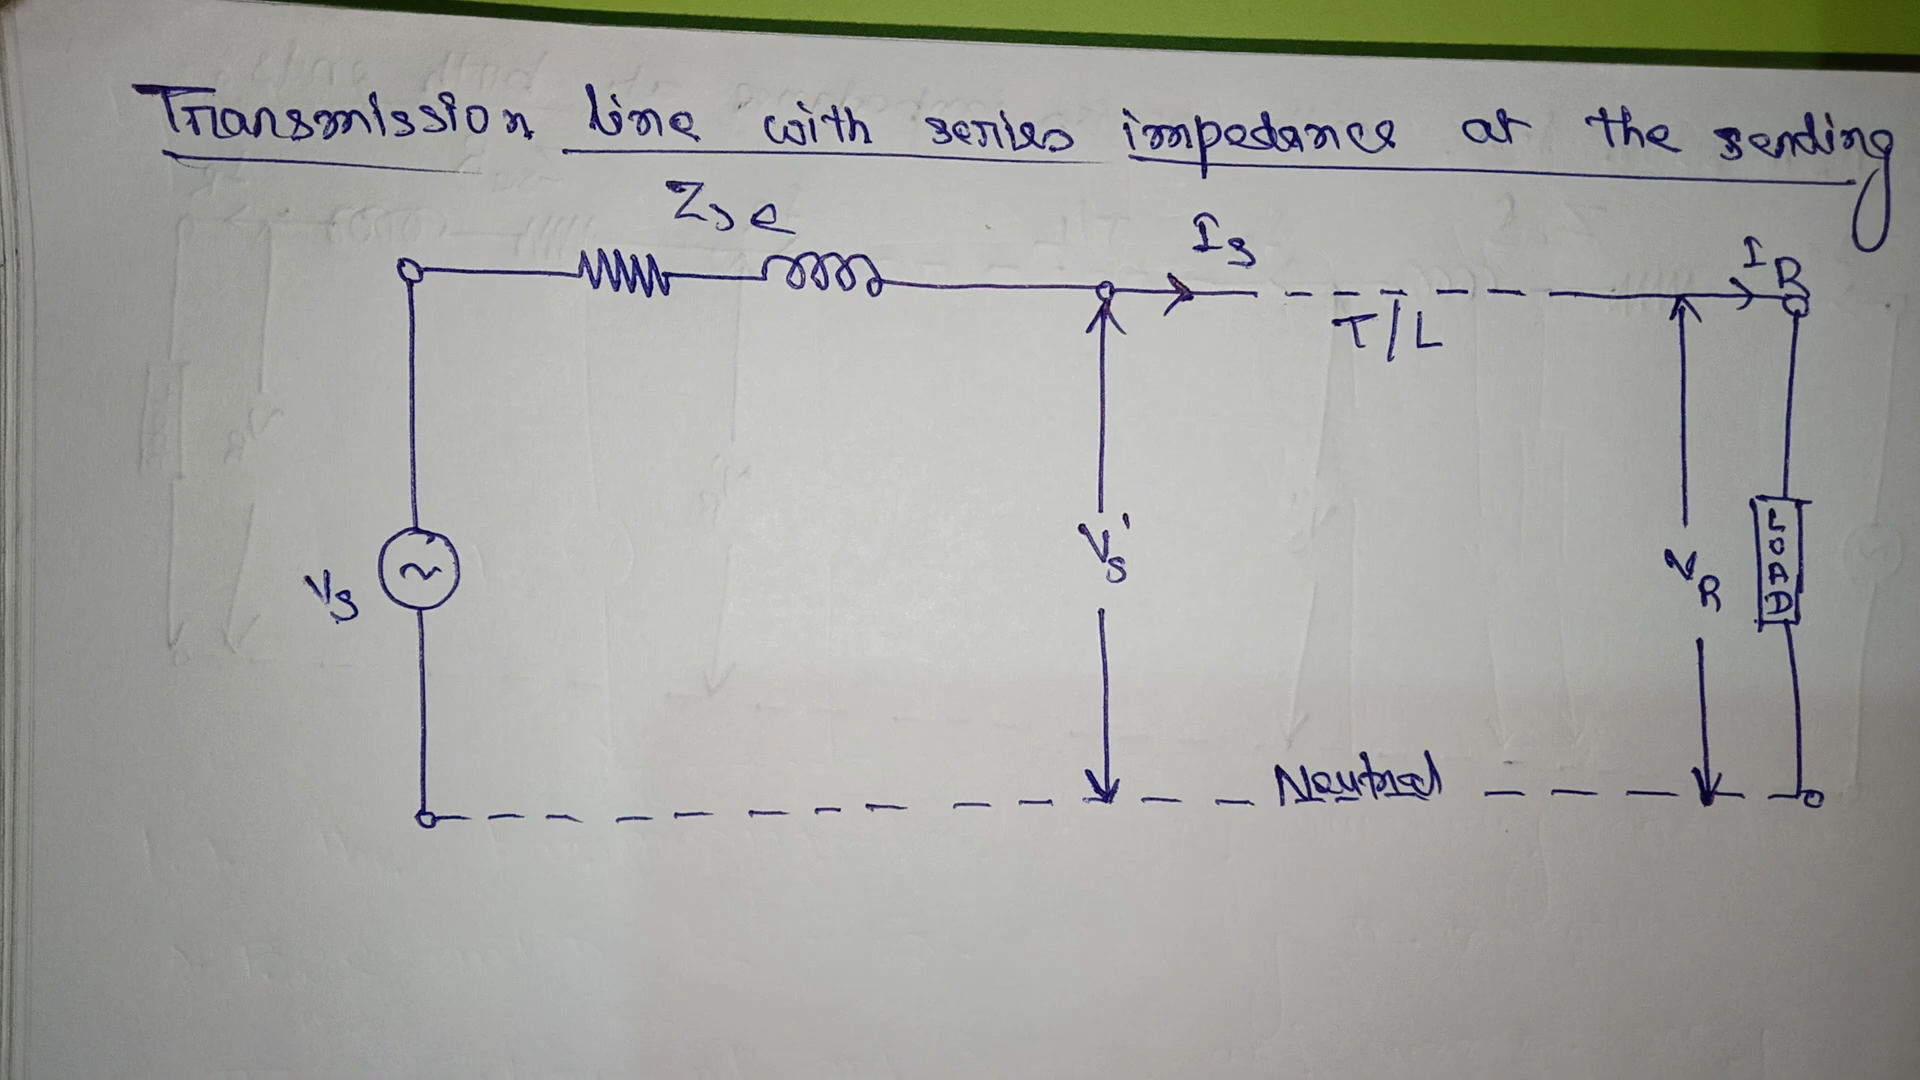 Transmission line with series impedance at the sending
Zse
Is
IR
T/L
Vs
Vs'
VR
LOAD
Neutral